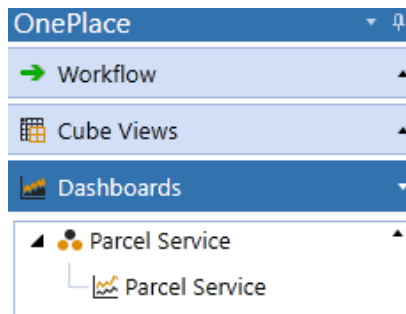 OnePlace
Workflow
Cube Views
Dashboards
Parcel Service
Parcel Service